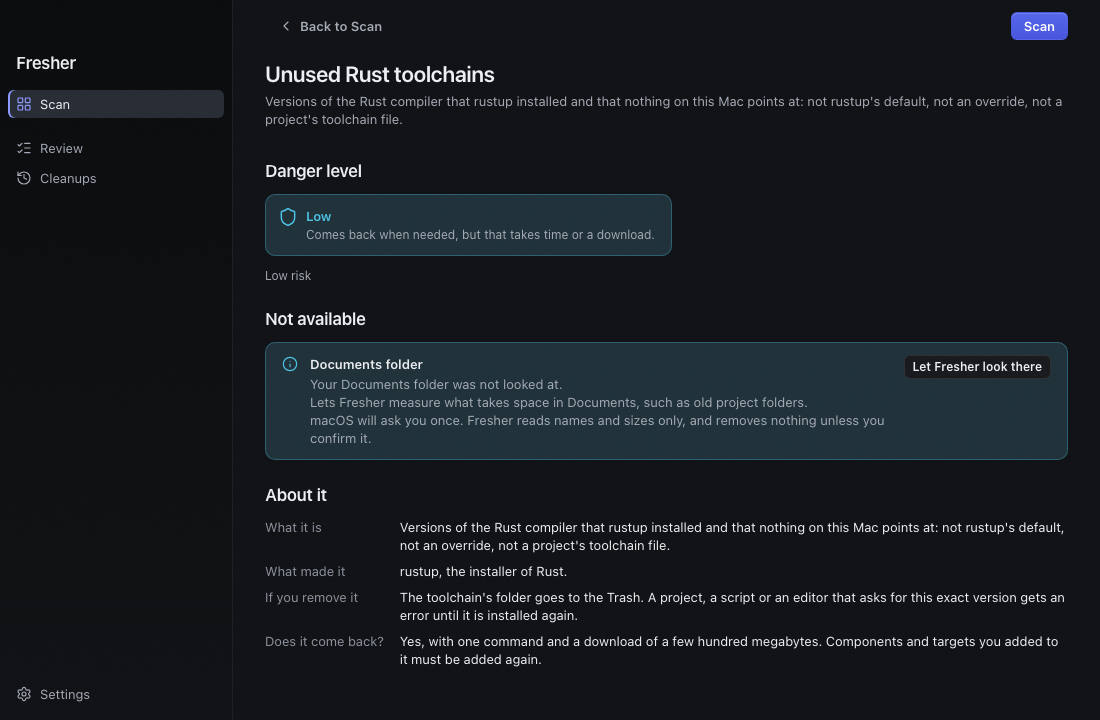 Back to Scan
Scan
Fresher
Scan
Review
Cleanups
Settings
Unused Rust toolchains
Versions of the Rust compiler that rustup installed and that nothing on this Mac points at: not rustup's default, not an override, not a
project's toolchain file.
Danger level
Low
Comes back when needed, but that takes time or a download.
Low risk
Not available
Documents folder
Let Fresher look there
Your Documents folder was not looked at.
Lets Fresher measure what takes space in Documents, such as old project folders.
macOS will ask you once. Fresher reads names and sizes only, and removes nothing unless you
confirm it.
About it
What it is
Versions of the Rust compiler that rustup installed and that nothing on this Mac points at: not rustup's default,
not an override, not a project's toolchain file.
What made it
rustup, the installer of Rust.
If you remove it
The toolchain's folder goes to the Trash. A project, a script or an editor that asks for this exact version gets an
error until it is installed again.
Does it come back?
Yes, with one command and a download of a few hundred megabytes. Components and targets you added to
it must be added again.